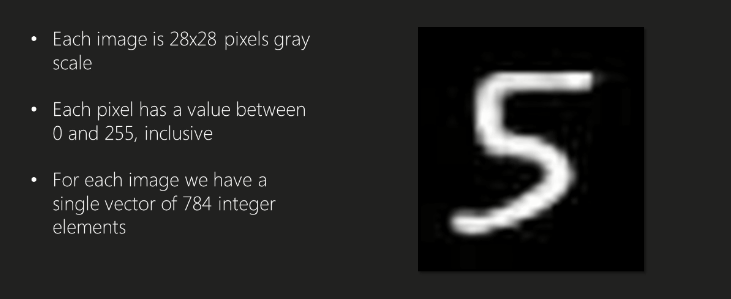 • Each image is 28x28 pixels gray
scale
• Each pixel has a value between
0 and 255, inclusive
• For each image we have a
single vector of 784 integer
elements
5